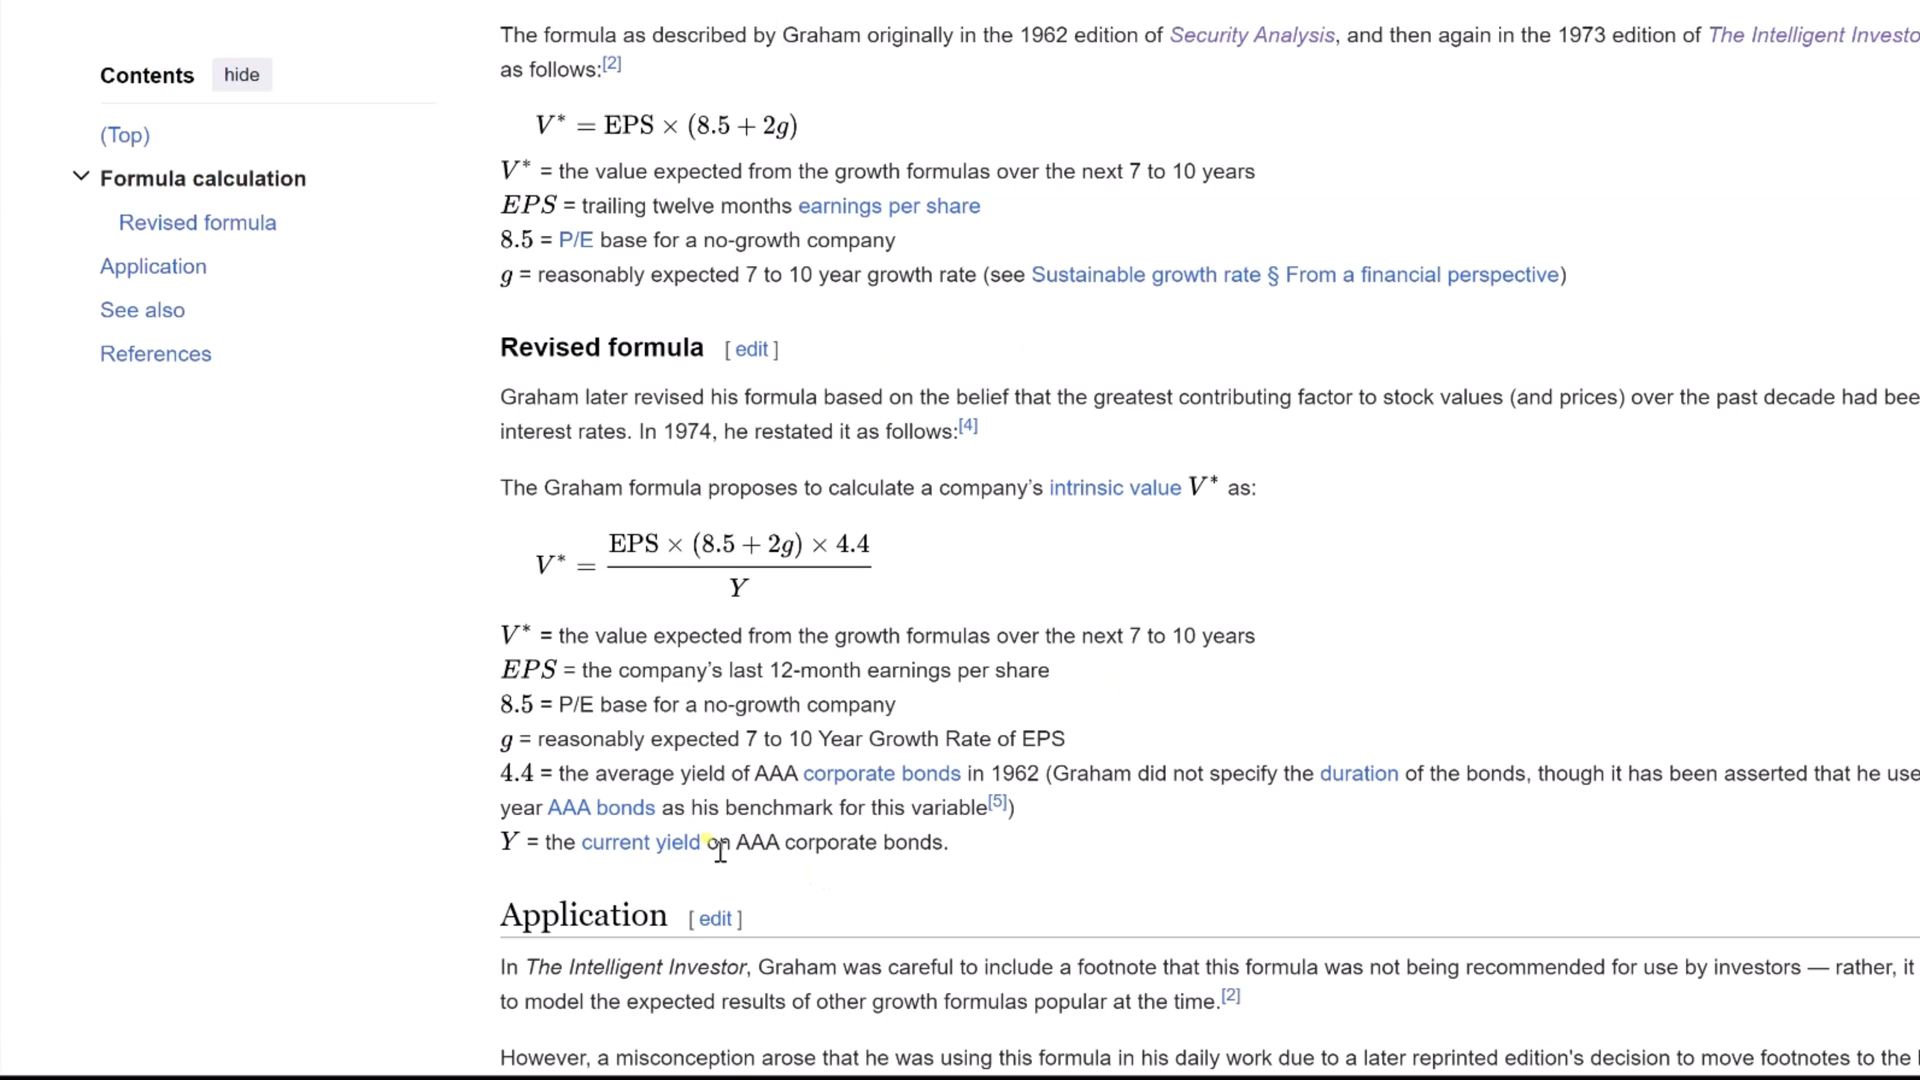 Contents hide
(Top)
Formula calculation
Revised formula
Application
See also
References
The formula as described by Graham originally in the 1962 edition of Security Analysis, and then again in the 1973 edition of The Intelligent Investo
as follows:[2]
V* = EPS × (8.5 + 2g)
V* = the value expected from the growth formulas over the next 7 to 10 years
EPS = trailing twelve months earnings per share
8.5 = P/E base for a no-growth company
g = reasonably expected 7 to 10 year growth rate (see Sustainable growth rate § From a financial perspective)
Revised formula [ edit ]
Graham later revised his formula based on the belief that the greatest contributing factor to stock values (and prices) over the past decade had bee
interest rates. In 1974, he restated it as follows:[4]
The Graham formula proposes to calculate a company's intrinsic value V* as:
V* = EPS × (8.5 + 2g) × 4.4
Y
V* = the value expected from the growth formulas over the next 7 to 10 years
EPS = the company's last 12-month earnings per share
8.5 = P/E base for a no-growth company
g = reasonably expected 7 to 10 Year Growth Rate of EPS
4.4 = the average yield of AAA corporate bonds in 1962 (Graham did not specify the duration of the bonds, though it has been asserted that he use
year AAA bonds as his benchmark for this variable[5])
Y = the current yield on AAA corporate bonds.
Application [ edit ]
In The Intelligent Investor, Graham was careful to include a footnote that this formula was not being recommended for use by investors — rather, it
to model the expected results of other growth formulas popular at the time.[2]
However, a misconception arose that he was using this formula in his daily work due to a later reprinted edition's decision to move footnotes to the